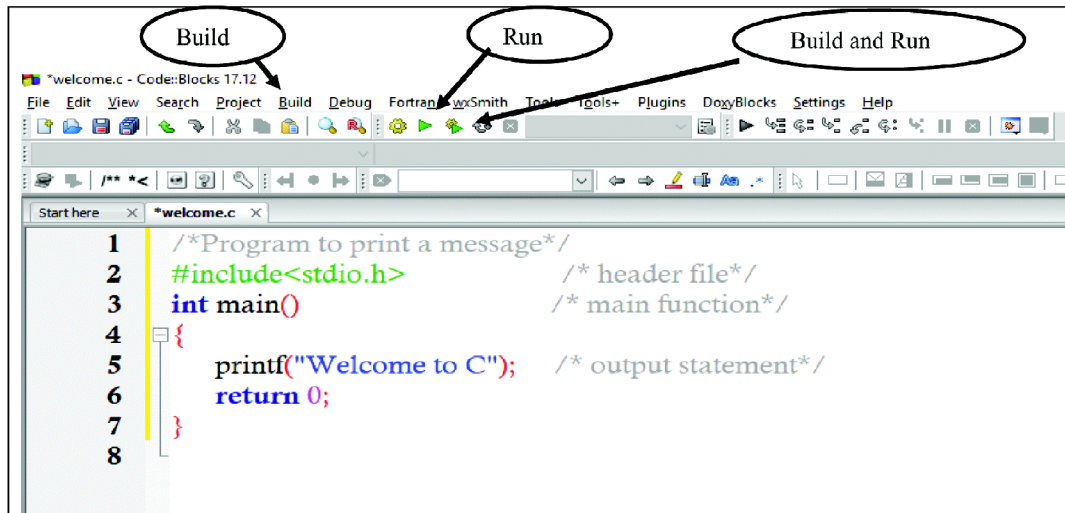 Build Run Build and Run
*welcome.c - Code::Blocks 17.12
File Edit View Search Project Build Debug Fortran wxSmith Tools Tools+ Plugins DoxyBlocks Settings Help
/** *<
Start here *welcome.c
1 /*Program to print a message*/
2 #include<stdio.h> /* header file*/
3 int main() /* main function*/
4 {
5 printf("Welcome to C"); /* output statement*/
6 return 0;
7 }
8